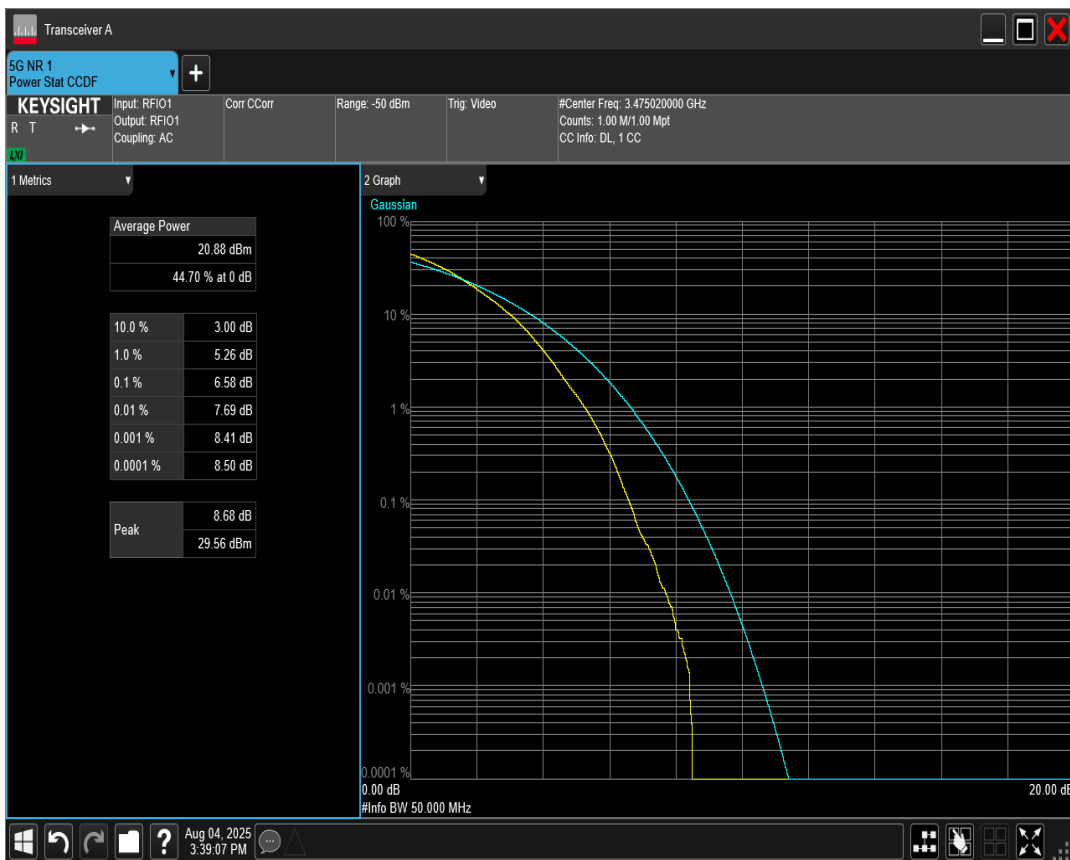 Transceiver A
5G NR 1
Power Stat CCDF
KEYSIGHT
R T
LXI
Input: RFIO1
Output: RFIO1
Coupling: AC
Corr CCorr
Range: -50 dBm
Trig: Video
#Center Freq: 3.475020000 GHz
Counts: 1.00 M/1.00 Mpt
CC Info: DL, 1 CC
1 Metrics
Average Power
20.88 dBm
44.70 % at 0 dB
10.0 % 3.00 dB
1.0 % 5.26 dB
0.1 % 6.58 dB
0.01 % 7.69 dB
0.001 % 8.41 dB
0.0001 % 8.50 dB
Peak 8.68 dB
29.56 dBm
2 Graph
Gaussian
100 %
10 %
1 %
0.1 %
0.01 %
0.001 %
0.0001 %
0.00 dB 20.00 dB
#Info BW 50.000 MHz
Aug 04, 2025
3:39:07 PM